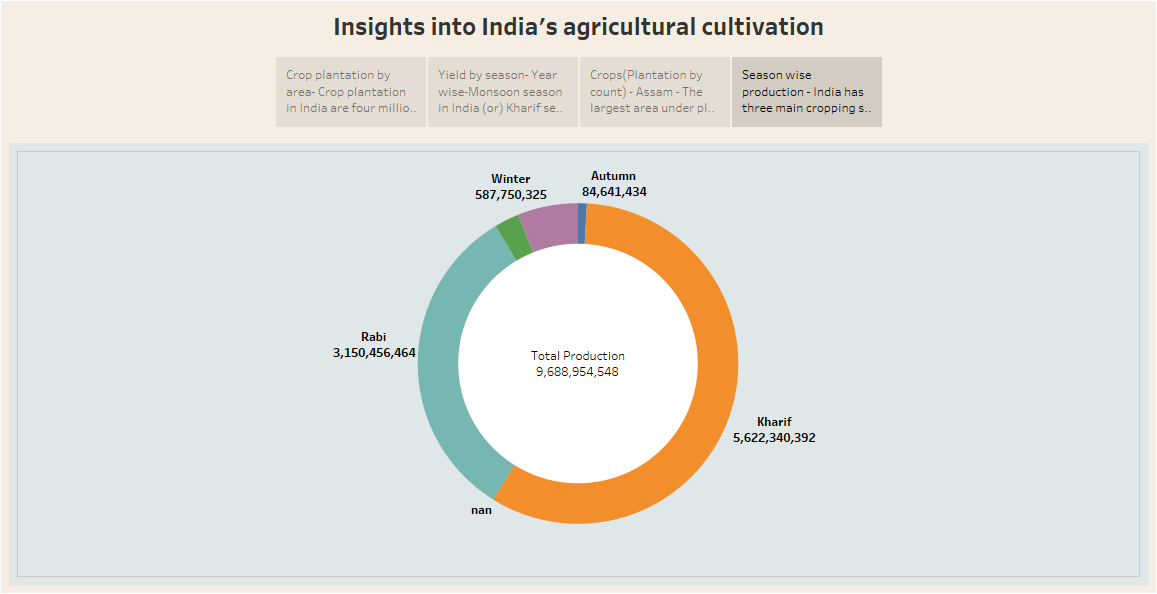 Insights into India’s agricultural cultivation
Crop plantation by
area- Crop plantation
in India are four millio..
Yield by season- Year
wise-Monsoon season
in India (or) Kharif se..
Crops(Plantation by
count) - Assam - The
largest area under pl..
Season wise
production - India has
three main cropping s..
Winter
587,750,325
Autumn
84,641,434
Rabi
3,150,456,464
Total Production
9,688,954,548
Kharif
5,622,340,392
nan